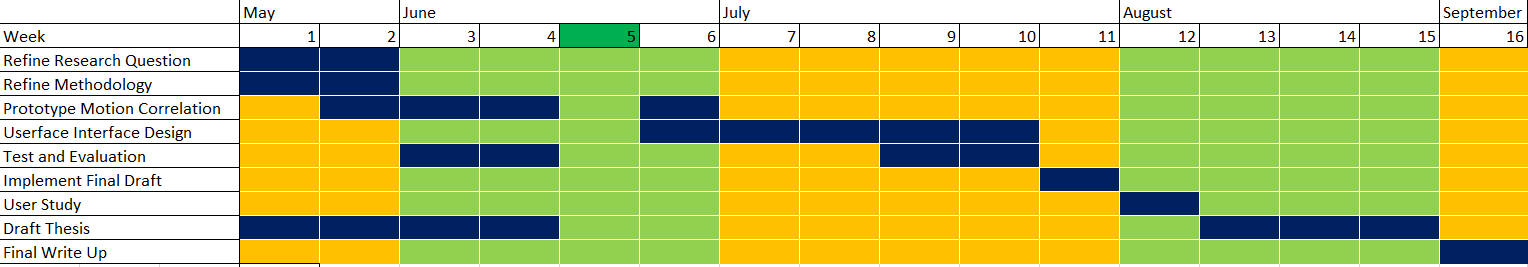 May June July August September
Week 1 2 3 4 5 6 7 8 9 10 11 12 13 14 15 16
Refine Research Question
Refine Methodology
Prototype Motion Correlation
Userface Interface Design
Test and Evaluation
Implement Final Draft
User Study
Draft Thesis
Final Write Up